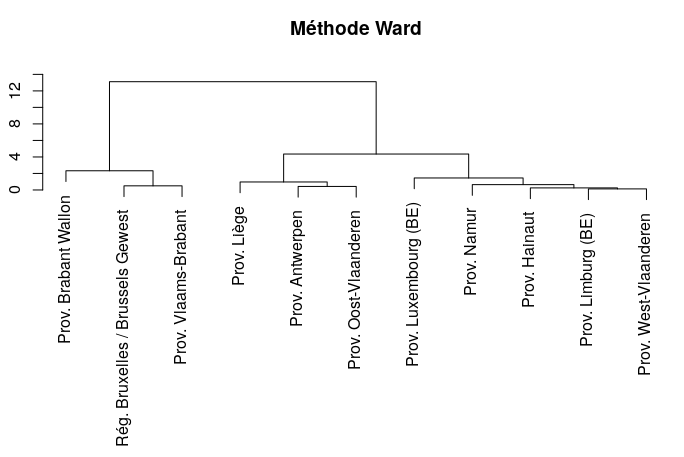 Méthode Ward
12
8
4
0
Prov. Brabant Wallon
Rég. Bruxelles / Brussels Gewest
Prov. Vlaams-Brabant
Prov. Liège
Prov. Antwerpen
Prov. Oost-Vlaanderen
Prov. Luxembourg (BE)
Prov. Namur
Prov. Halnaut
Prov. Limburg (BE)
Prov. West-Vlaanderen